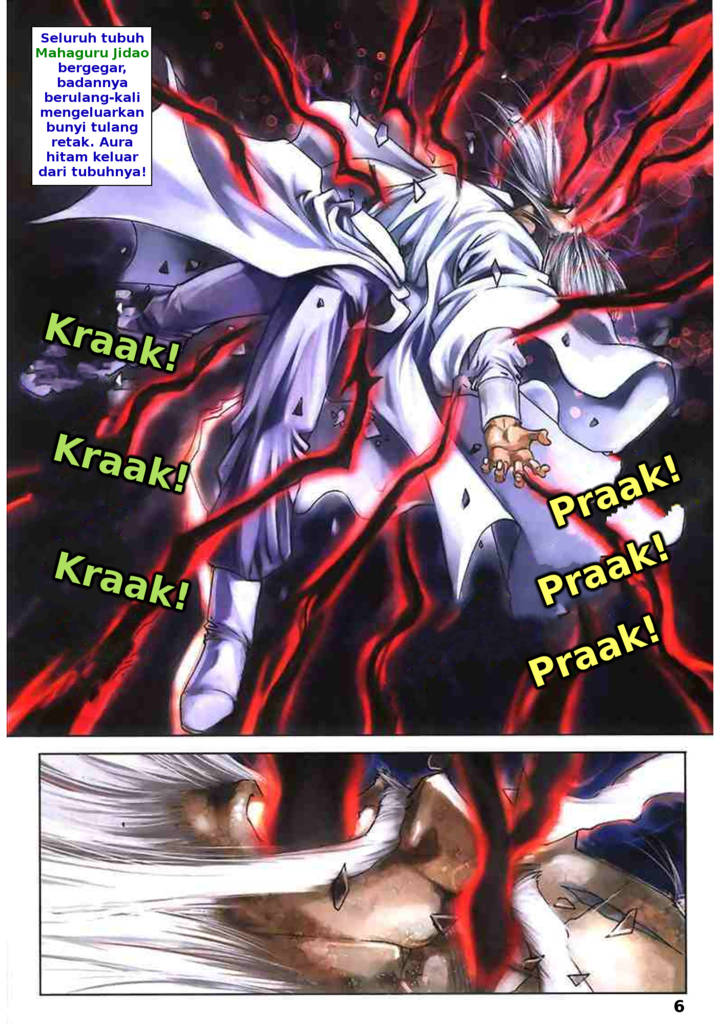 Seluruh tubuh
Mahaguru Jidao
bergegar,
badannya
berulang-kali
mengeluarkan
bunyi tulang
retak. Aura
hitam keluar
dari tubuhnya!
Kraak!
Kraak!
Kraak!
Praak!
Praak!
Praak!
6